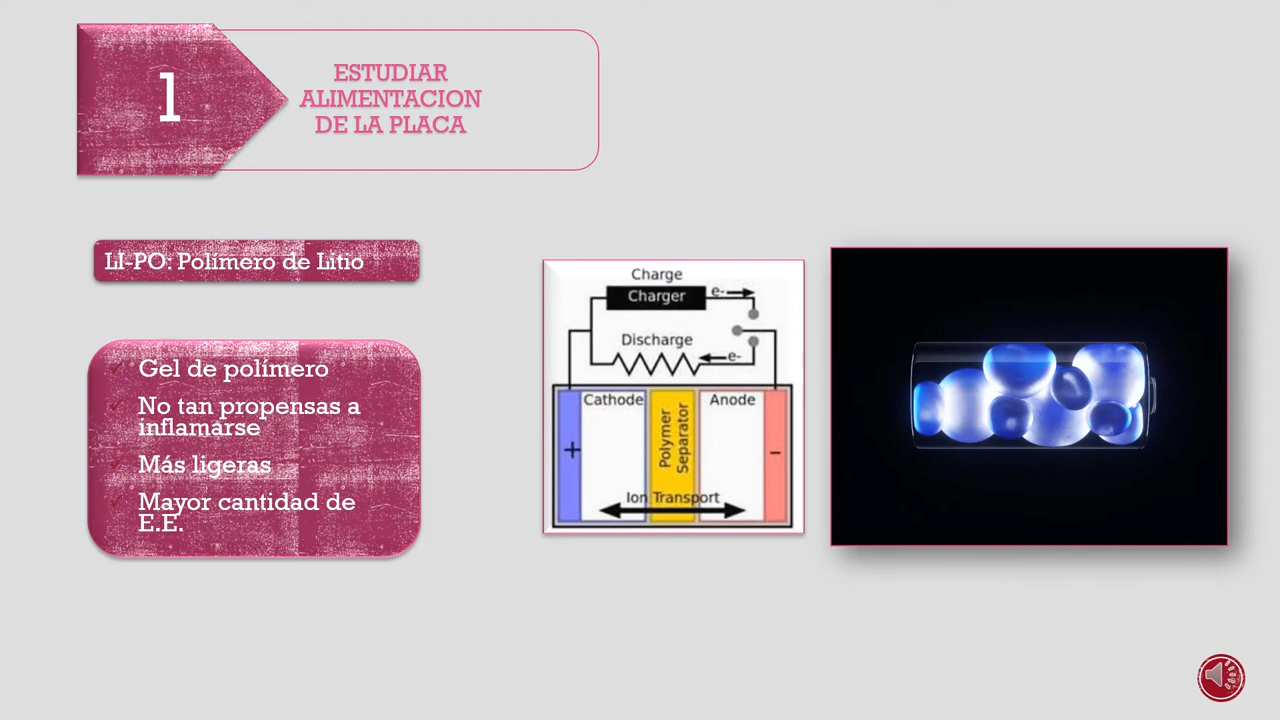 1
ESTUDIAR
ALIMENTACION
DE LA PLACA
LI-PO: Polímero de Litio
Gel de polímero
No tan propensas a
inflamarse
Más ligeras
Mayor cantidad de
E.E.
Charge
Charger
e-
Discharge
e-
Cathode
Anode
Polymer
Separator
+
-
Ion Transport